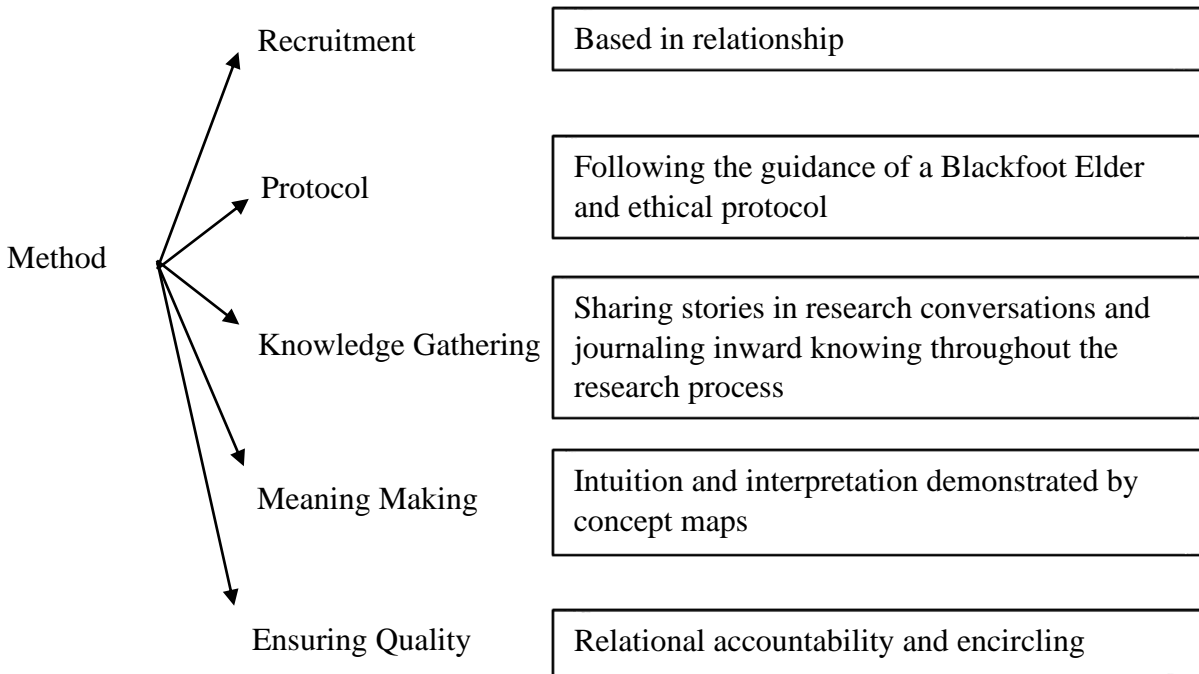 Recruitment
Based in relationship
Protocol
Following the guidance of a Blackfoot Elder
and ethical protocol
Method
Knowledge Gathering
Sharing stories in research conversations and
journaling inward knowing throughout the
research process
Meaning Making
Intuition and interpretation demonstrated by
concept maps
Ensuring Quality
Relational accountability and encircling